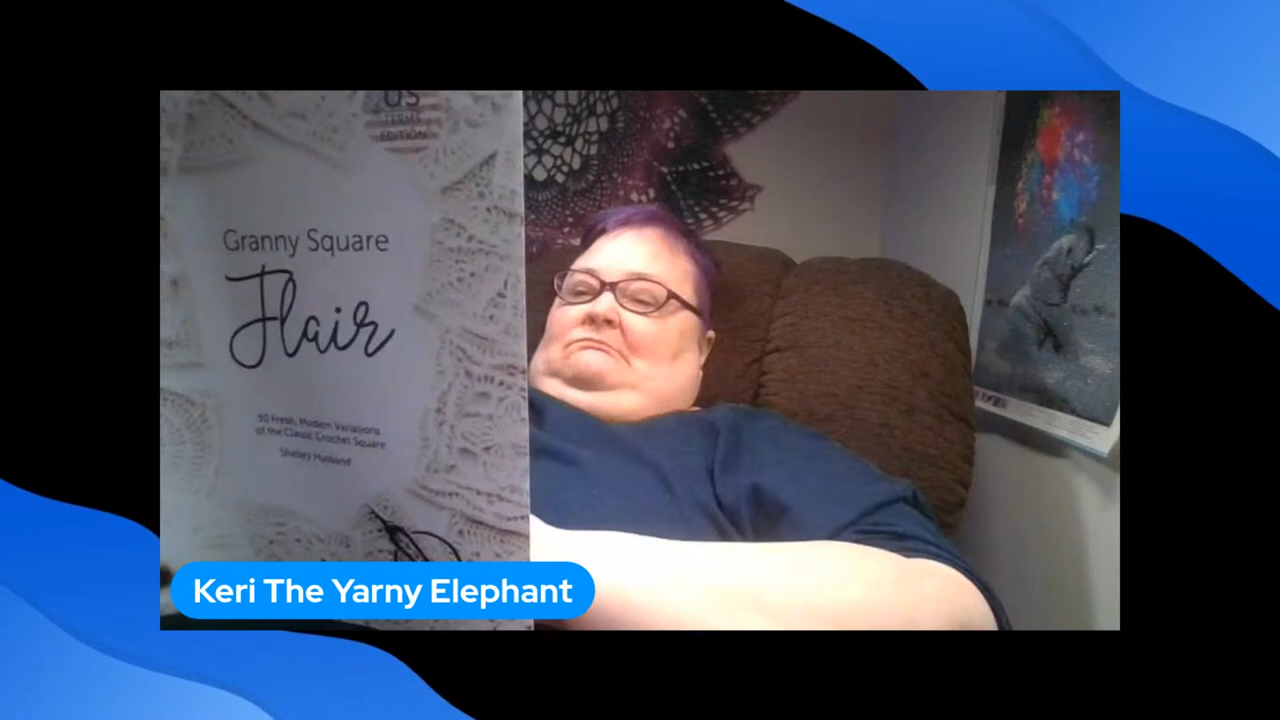 US
TERMS
EDITION
Granny Square
Flair
50 Fresh, Modern Variations
of the Classic Crochet Square
Shelley Husband
Keri The Yarny Elephant